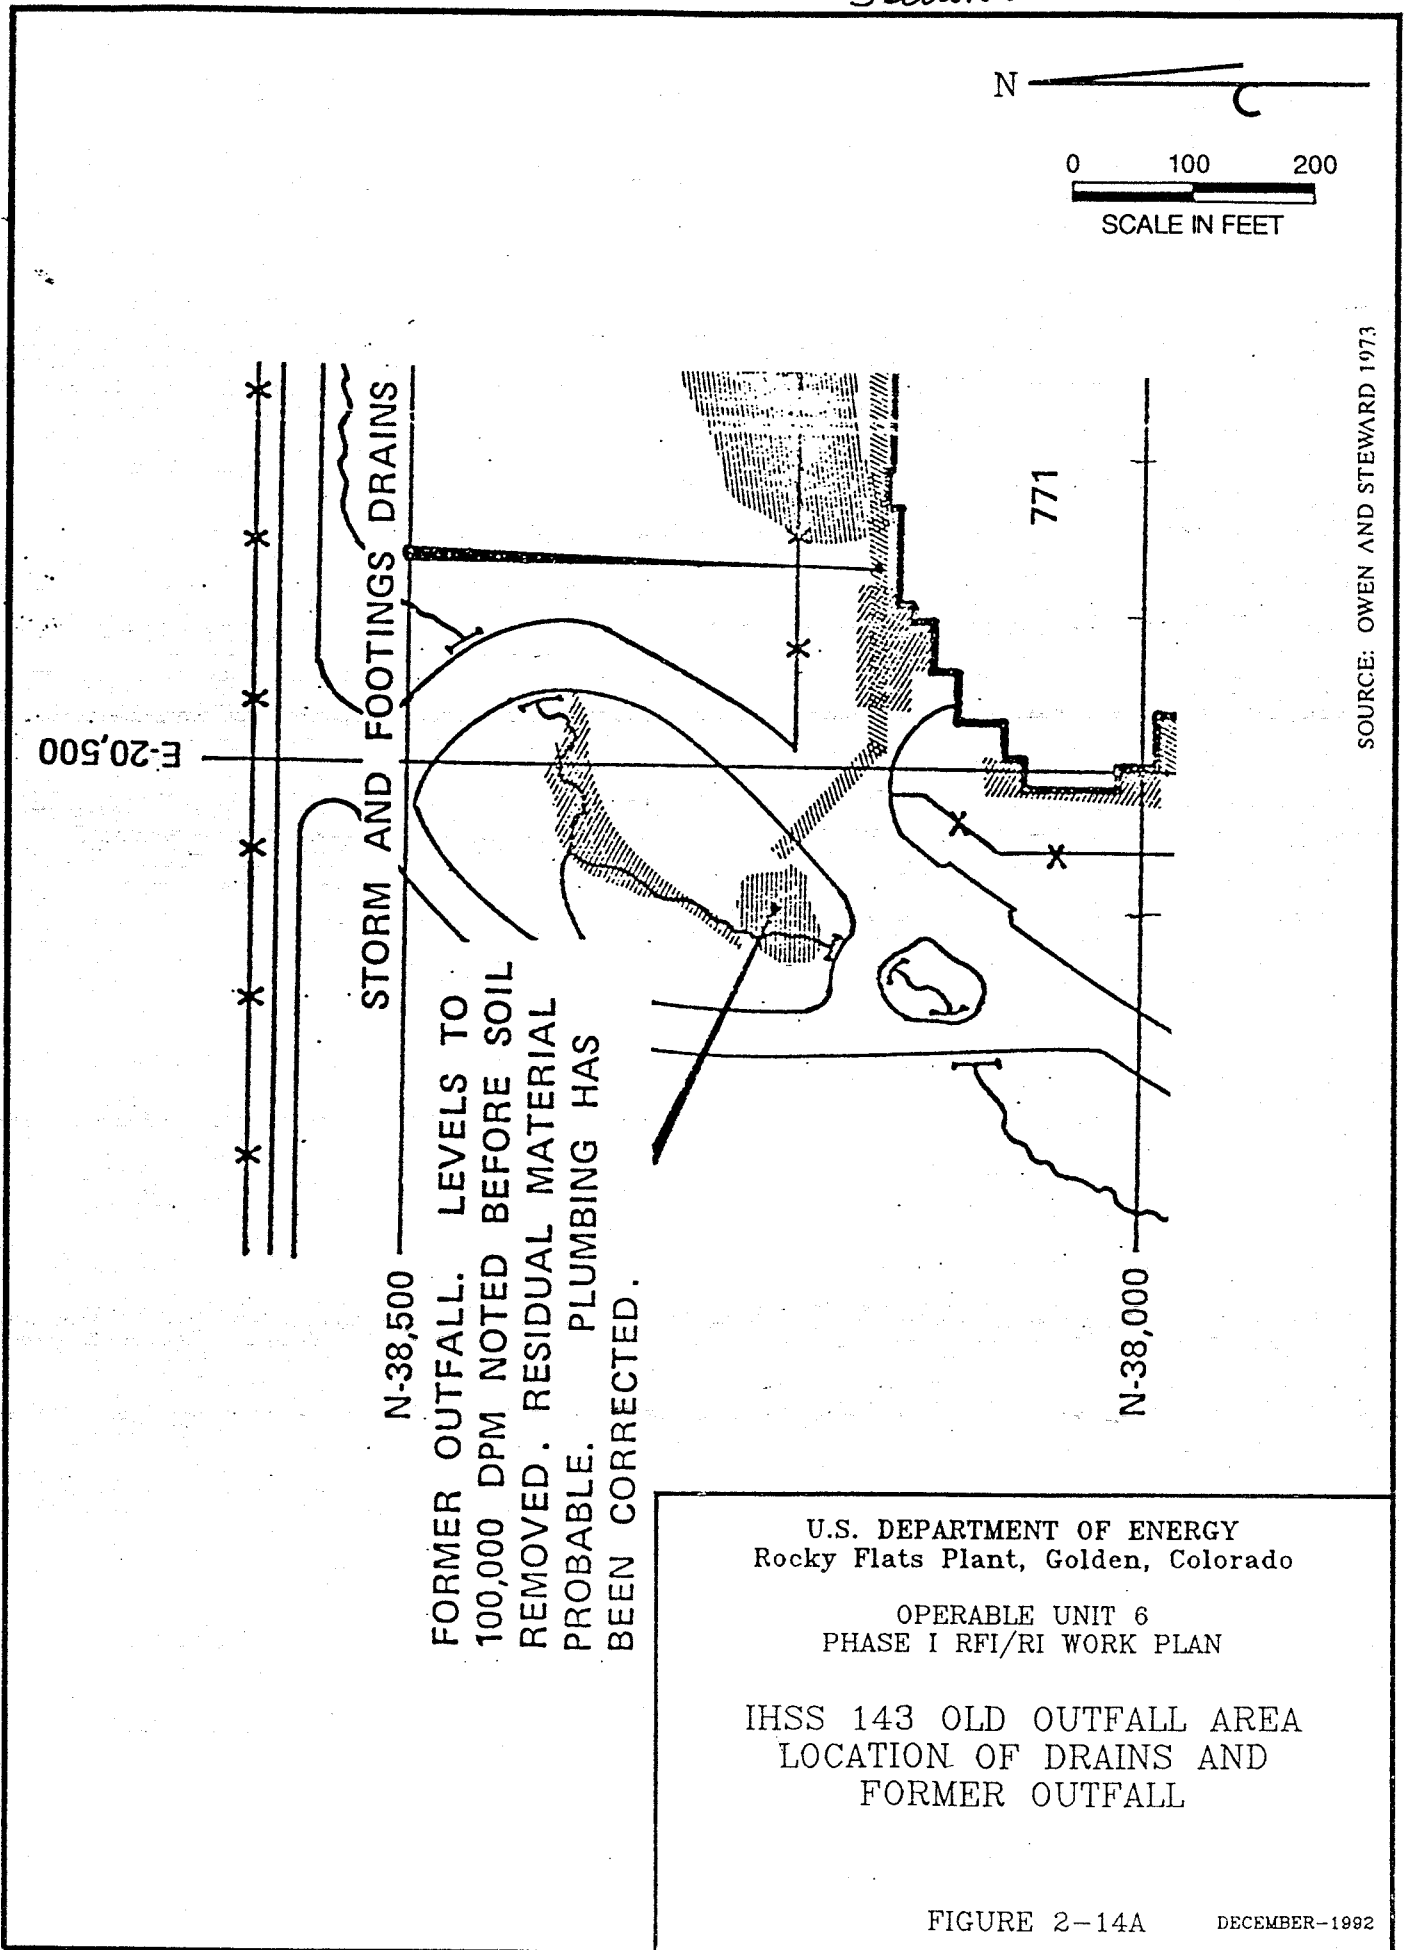 N
0 100 200
SCALE IN FEET
SOURCE: OWEN AND STEWARD 1973
E-20,500
STORM AND FOOTINGS DRAINS
771
N-38,500
N-38,000
FORMER OUTFALL. LEVELS TO
100,000 DPM NOTED BEFORE SOIL
REMOVED. RESIDUAL MATERIAL
PROBABLE. PLUMBING HAS
BEEN CORRECTED.
U.S. DEPARTMENT OF ENERGY
Rocky Flats Plant, Golden, Colorado
OPERABLE UNIT 6
PHASE I RFI/RI WORK PLAN
IHSS 143 OLD OUTFALL AREA
LOCATION OF DRAINS AND
FORMER OUTFALL
FIGURE 2-14A
DECEMBER-1992